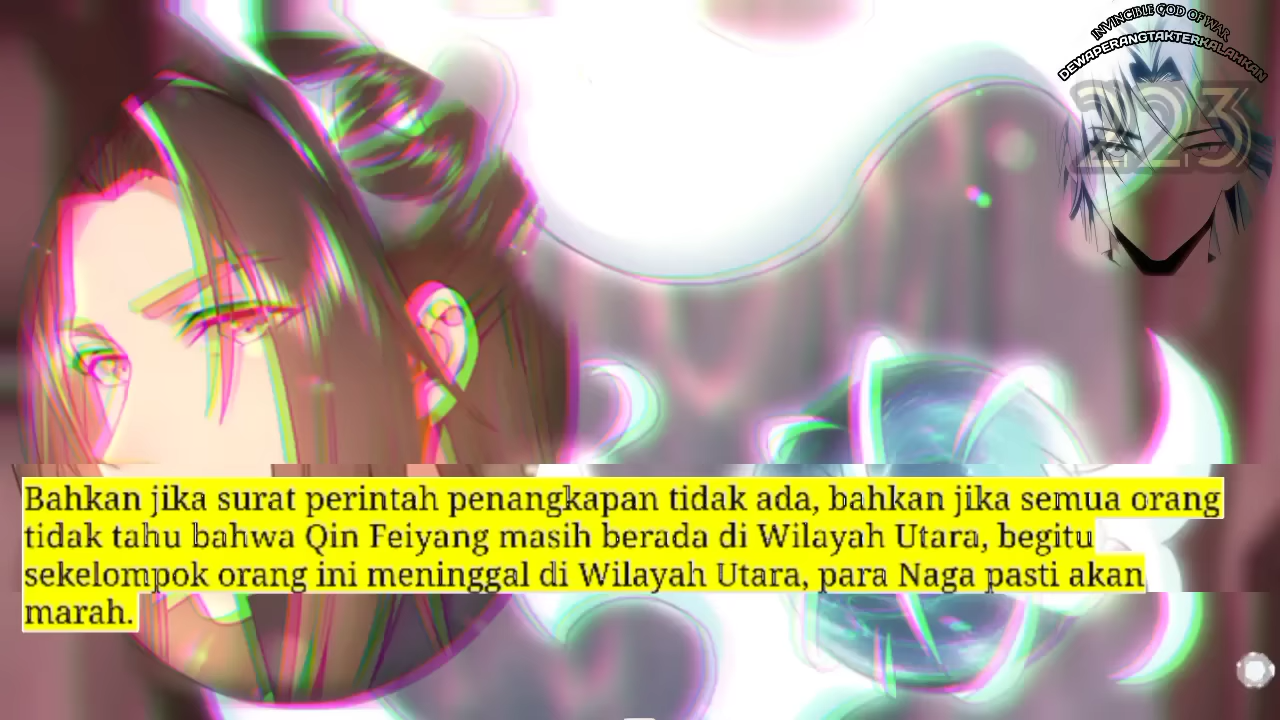 INVINCIBLE GOD OF WAR
DEWAPERANGTAKTERKALAHKAN
223
Bahkan jika surat perintah penangkapan tidak ada, bahkan jika semua orang
tidak tahu bahwa Qin Feiyang masih berada di Wilayah Utara, begitu
sekelompok orang ini meninggal di Wilayah Utara, para Naga pasti akan
marah.